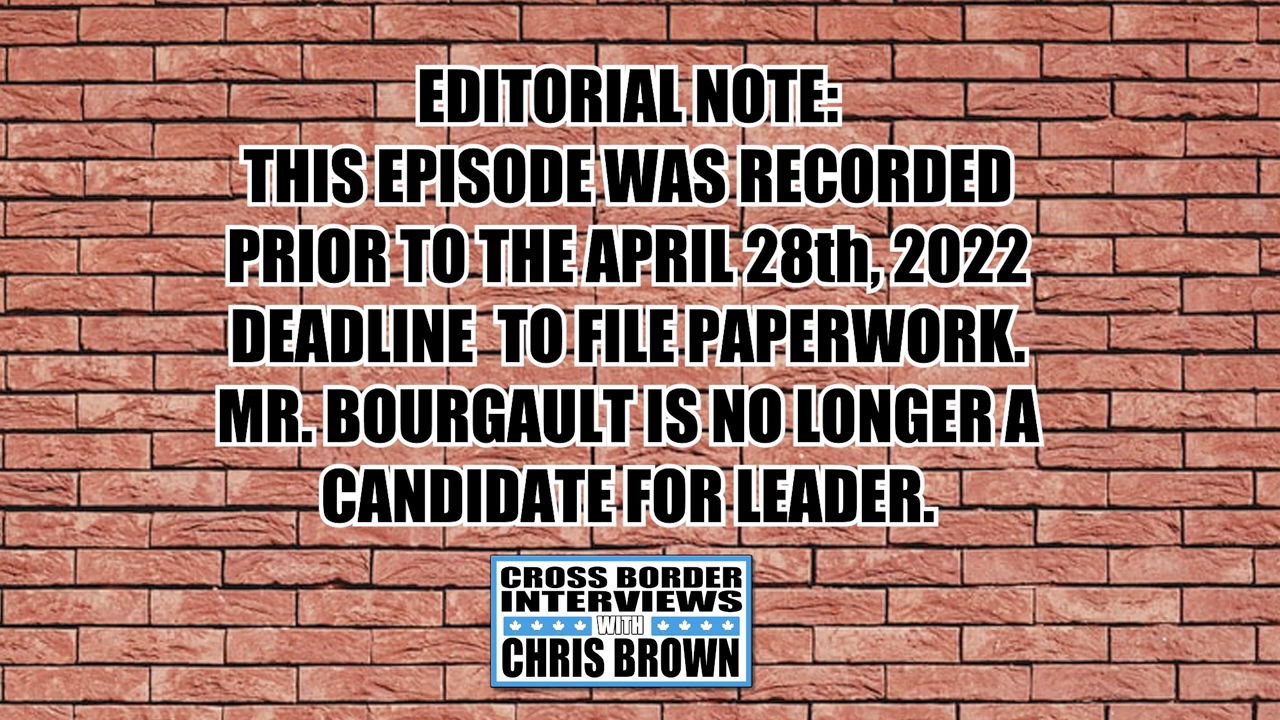 EDITORIAL NOTE:
THIS EPISODE WAS RECORDED
PRIOR TO THE APRIL 28th, 2022
DEADLINE TO FILE PAPERWORK.
MR. BOURGAULT IS NO LONGER A
CANDIDATE FOR LEADER.
CROSS BORDER
INTERVIEWS
WITH
CHRIS BROWN